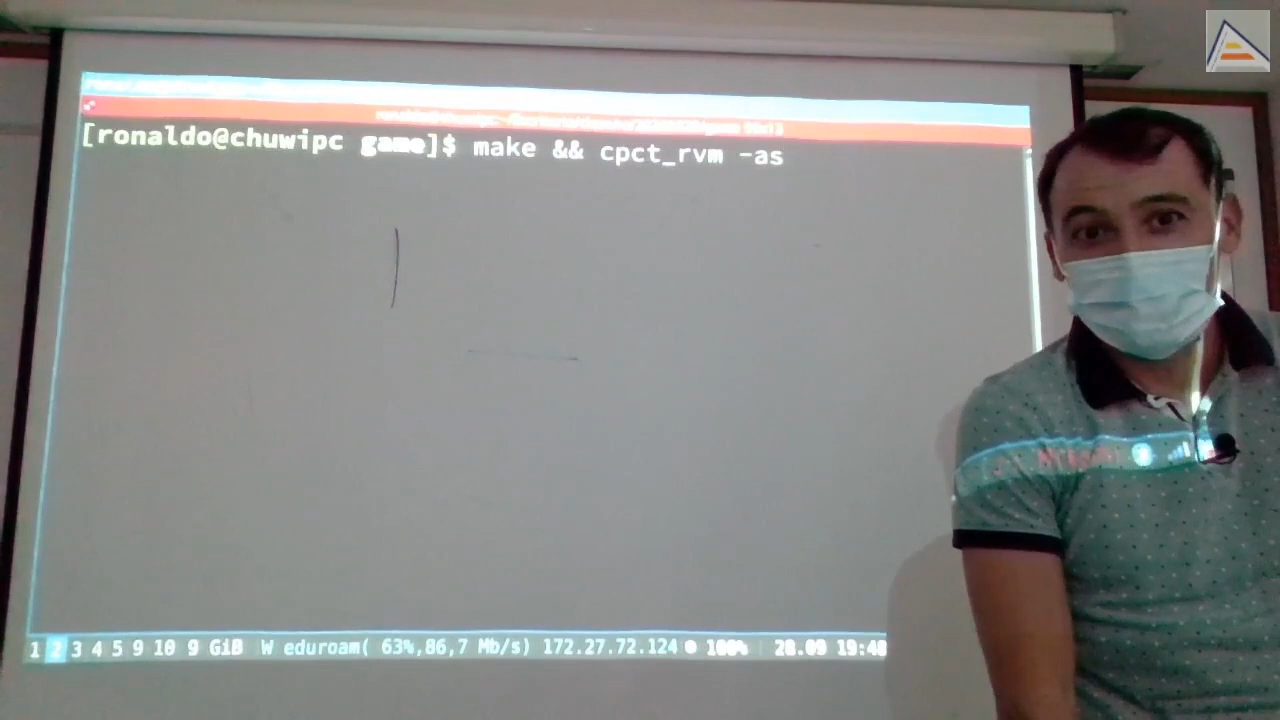 [ronaldo@chuwipc game]$ make && cpct_rvm -as
1 2 3 4 5 9 10 9 GiB W eduroam( 63%,86,7 Mb/s) 172.27.72.124 100% 28.09 19:48